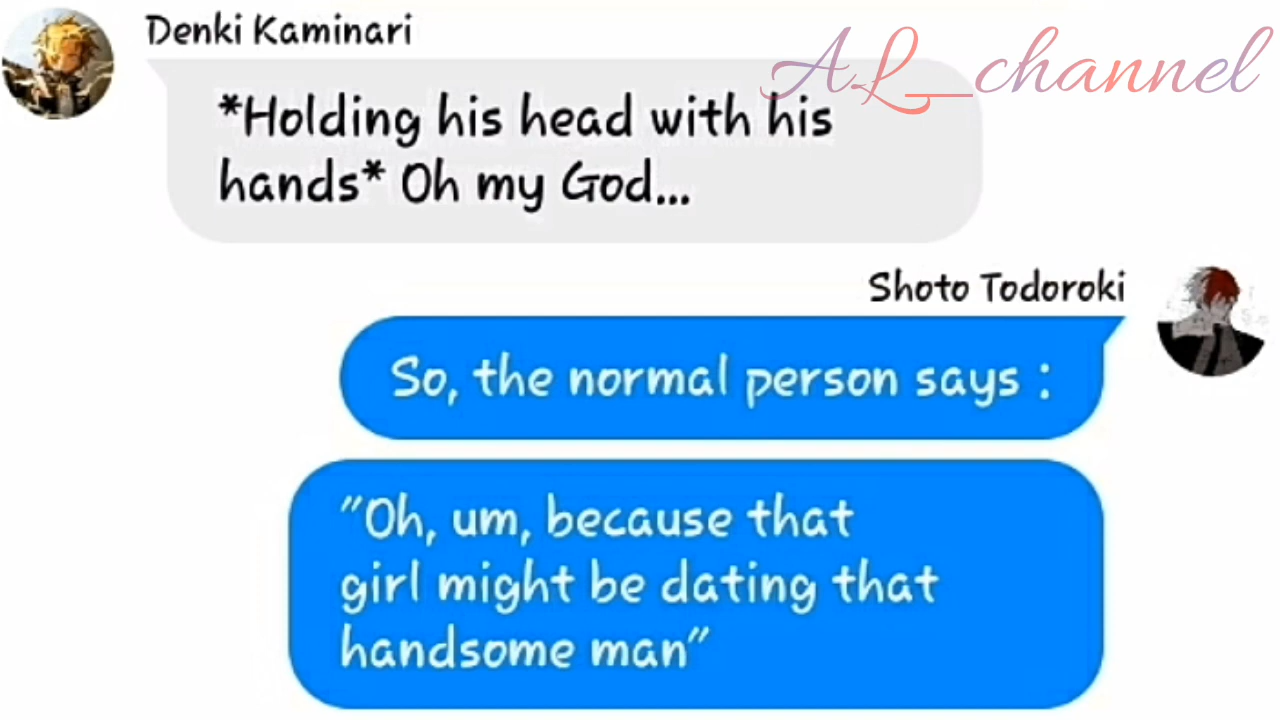 Denki Kaminari
AL_channel
*Holding his head with his
hands* Oh my God...
Shoto Todoroki
So, the normal person says :
"Oh, um, because that
girl might be dating that
handsome man"